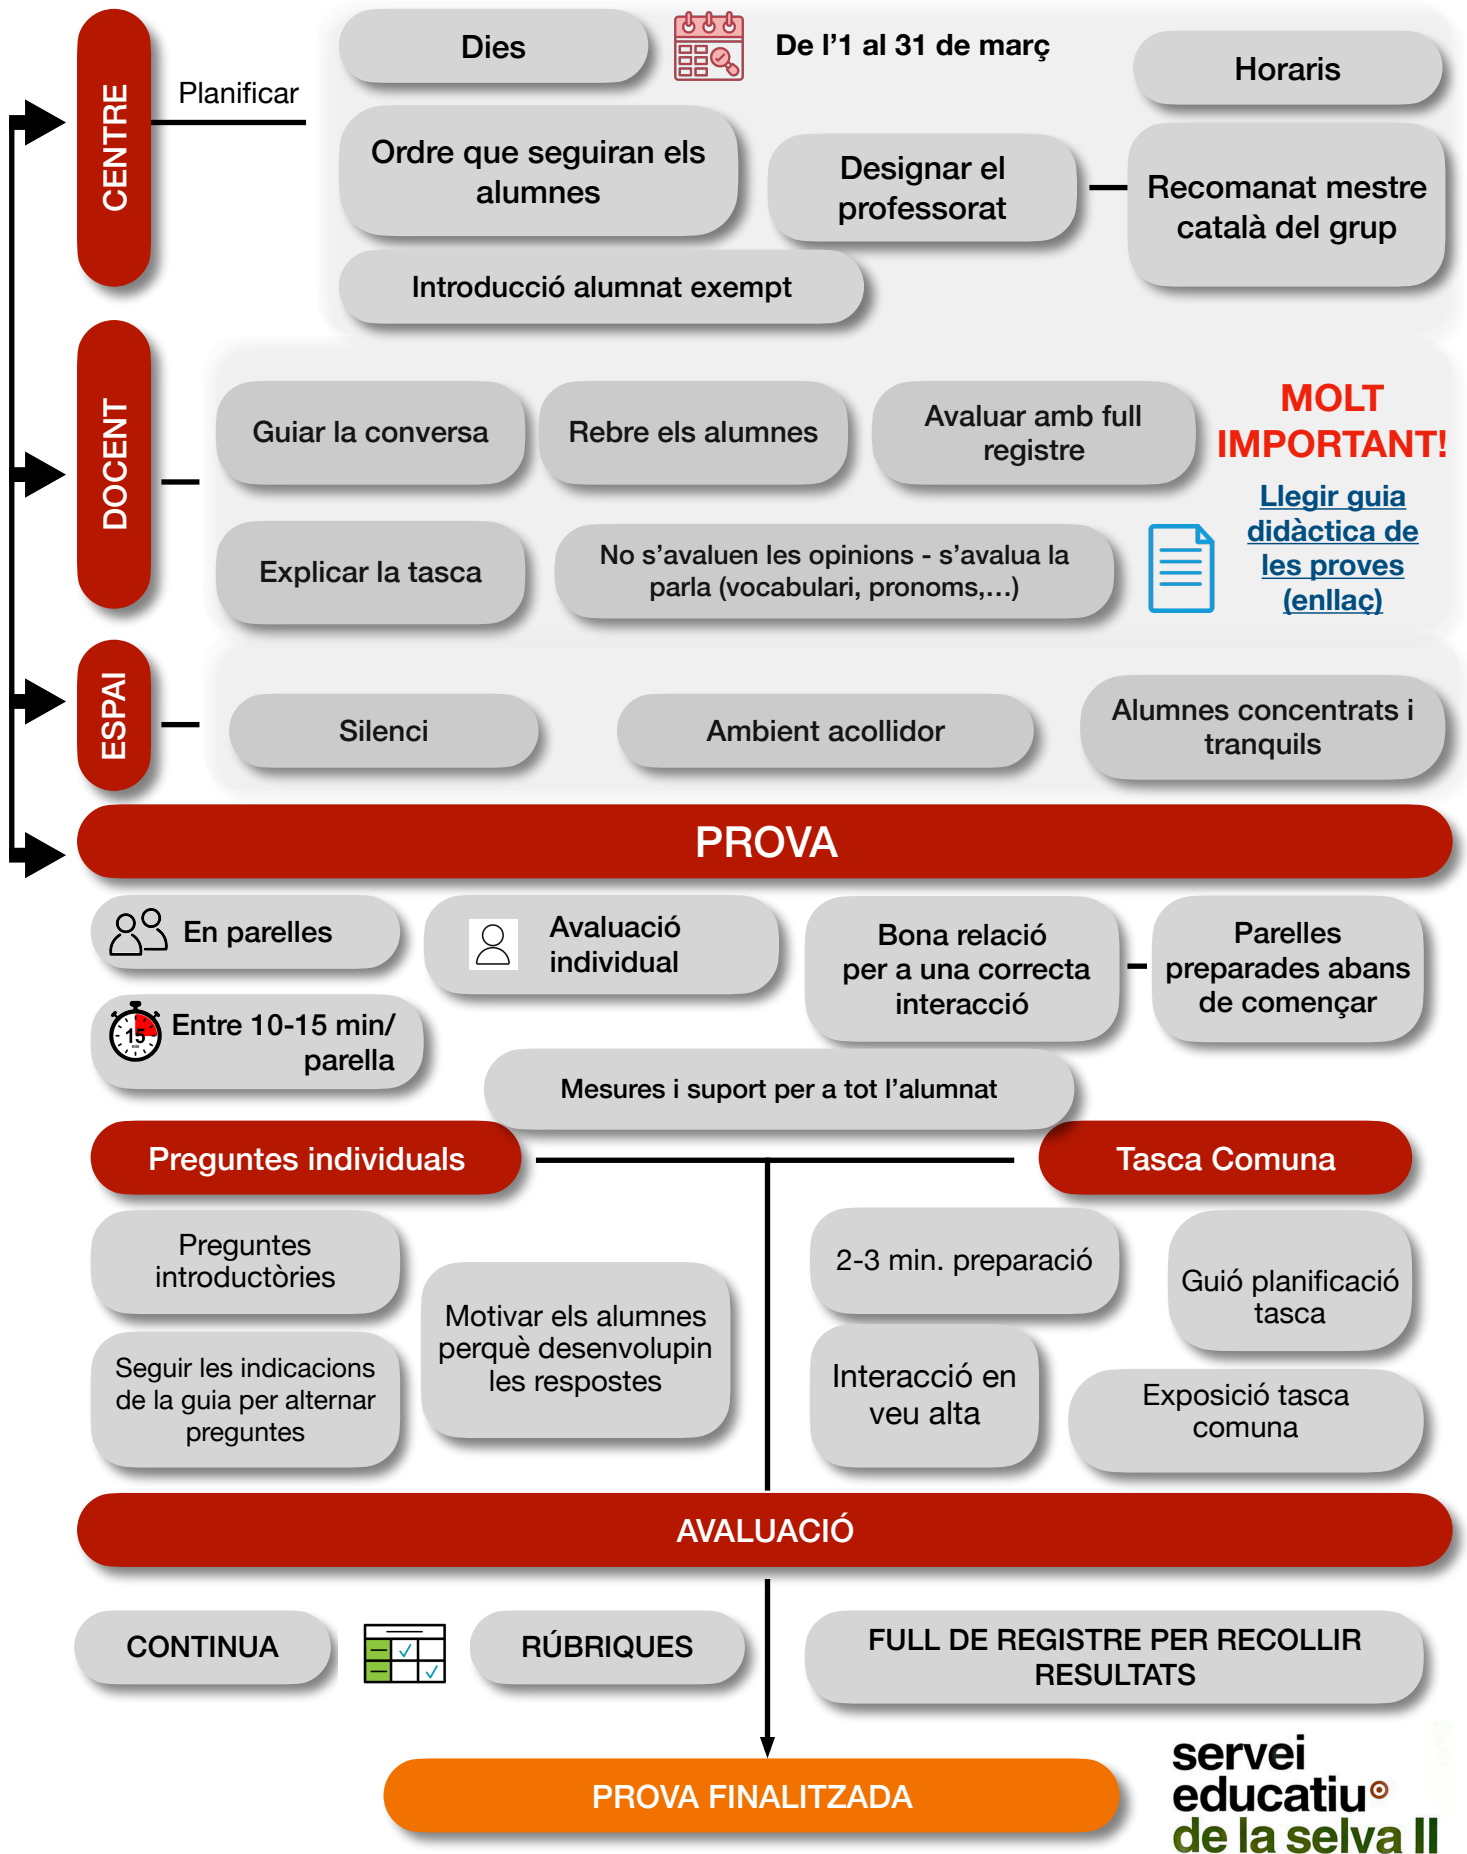 CENTRE
Planificar
Dies
De l'1 al 31 de març
Horaris
Ordre que seguiran els
alumnes
Designar el
professorat
Recomanat mestre
català del grup
Introducció alumnat exempt
DOCENT
Guiar la conversa
Rebre els alumnes
Avaluar amb full
registre
MOLT
IMPORTANT!
Llegir guia
didàctica de
les proves
(enllaç)
Explicar la tasca
No s'avaluen les opinions - s'avalua la
parla (vocabulari, pronoms,...)
ESPAI
Silenci
Ambient acollidor
Alumnes concentrats i
tranquils
PROVA
En parelles
Avaluació
individual
Bona relació
per a una correcta
interacció
Parelles
preparades abans
de començar
15
min
Entre 10-15 min/
parella
Mesures i suport per a tot l'alumnat
Preguntes individuals
Tasca Comuna
Preguntes
introductòries
Motivar els alumnes
perquè desenvolupin
les respostes
Seguir les indicacions
de la guia per alternar
preguntes
2-3 min. preparació
Guió planificació
tasca
Interacció en
veu alta
Exposició tasca
comuna
AVALUACIÓ
CONTINUA
RÚBRIQUES
FULL DE REGISTRE PER RECOLLIR
RESULTATS
PROVA FINALITZADA
servei
educatiu
de la selva II